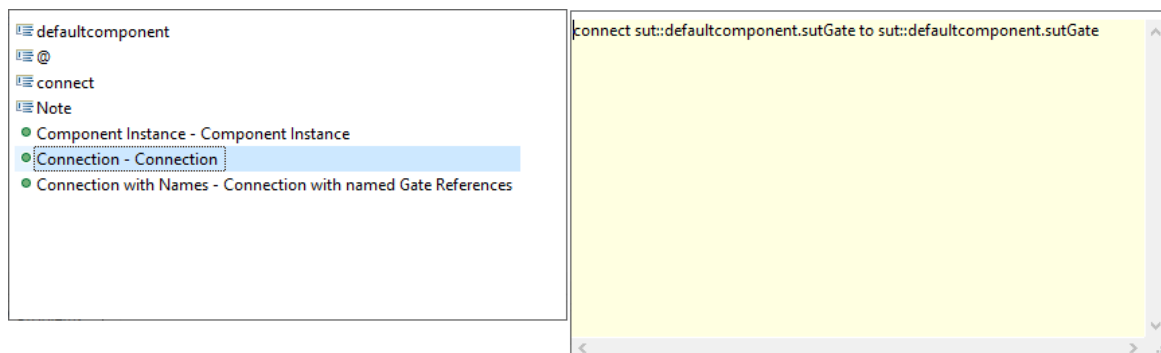 defaultcomponent
@
connect
Note
Component Instance - Component Instance
Connection - Connection
Connection with Names - Connection with named Gate References
connect sut::defaultcomponent.sutGate to sut::defaultcomponent.sutGate